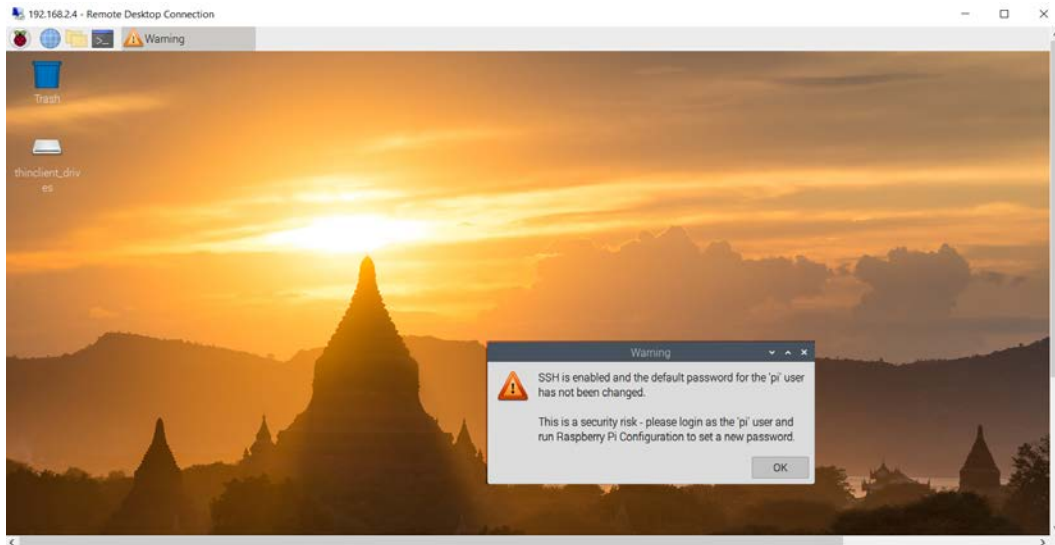 192.168.2.4 - Remote Desktop Connection
Warning
Trash
thinclient_driv
es
Warning
SSH is enabled and the default password for the 'pi' user
has not been changed.
This is a security risk - please login as the 'pi' user and
run Raspberry Pi Configuration to set a new password.
OK